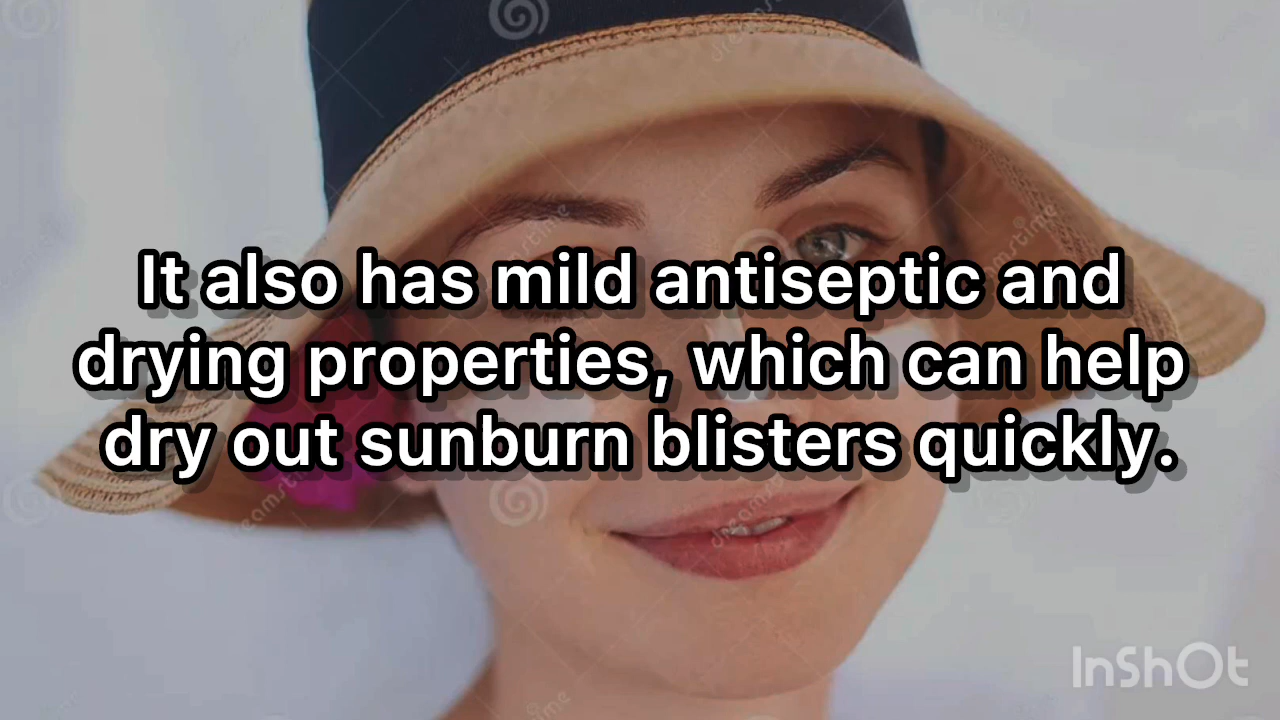 It also has mild antiseptic and
drying properties, which can help
dry out sunburn blisters quickly.
InShOt